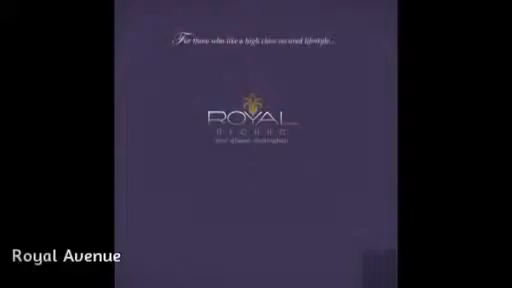 For those who like a high class secured lifestyle...
ROYAL
Royal Avenue